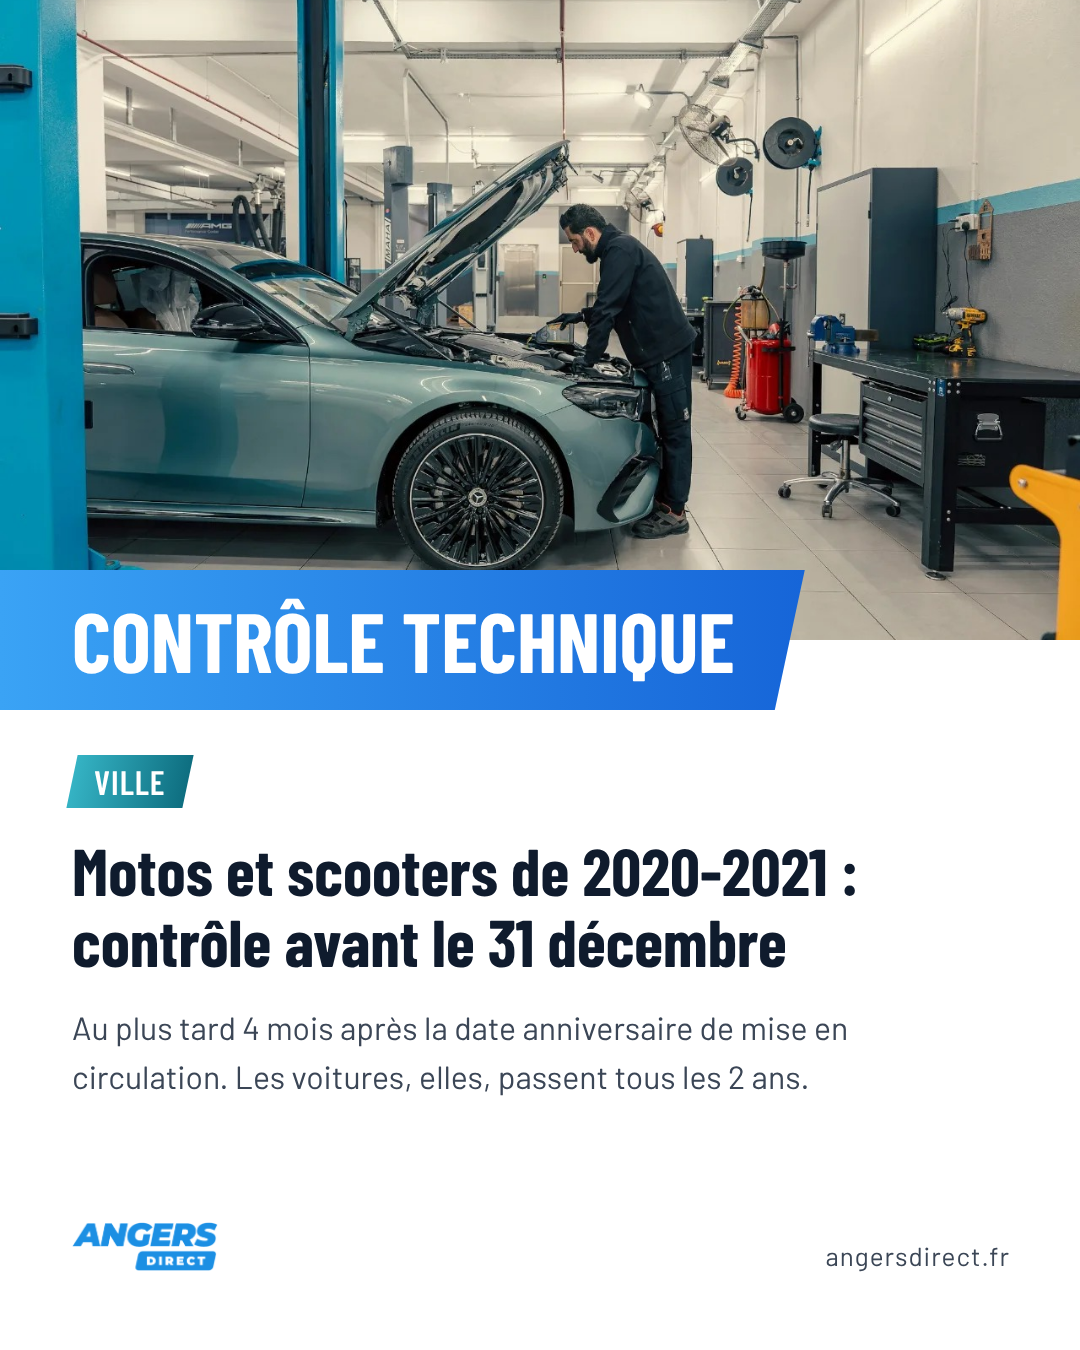 AMG
MAHA
CONTRÔLE TECHNIQUE
VILLE
Motos et scooters de 2020-2021 :
contrôle avant le 31 décembre
Au plus tard 4 mois après la date anniversaire de mise en
circulation. Les voitures, elles, passent tous les 2 ans.
ANGERS
DIRECT
angersdirect.fr